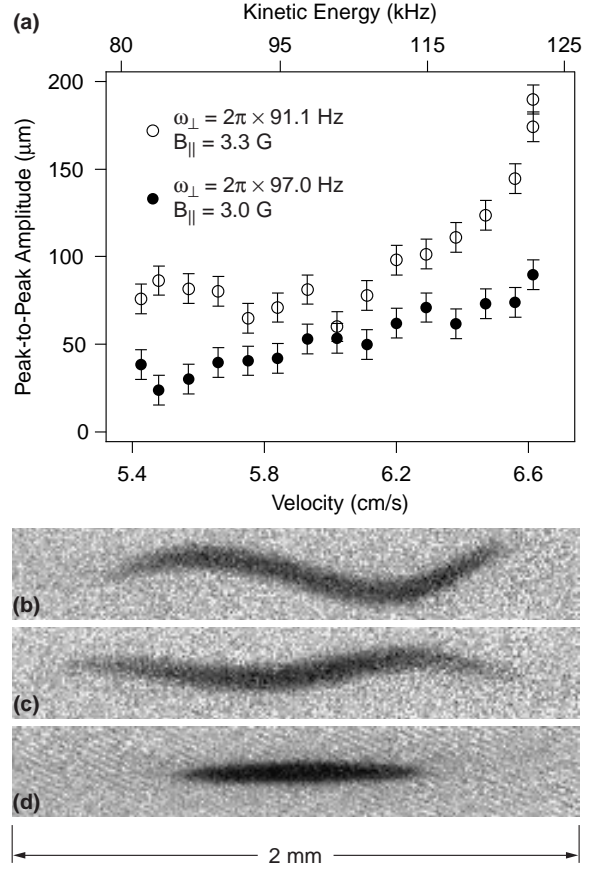 (a)
Kinetic Energy (kHz)
80 95 115 125
200
150
100
50
0
Peak-to-Peak Amplitude (μm)
ω⊥ = 2π × 91.1 Hz
B|| = 3.3 G
ω⊥ = 2π × 97.0 Hz
B|| = 3.0 G
5.4 5.8 6.2 6.6
Velocity (cm/s)
(b)
(c)
(d)
2 mm